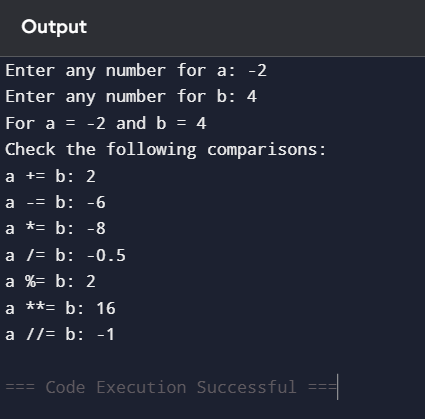 Output
Enter any number for a: -2
Enter any number for b: 4
For a = -2 and b = 4
Check the following comparisons:
a += b: 2
a -= b: -6
a *= b: -8
a /= b: -0.5
a %= b: 2
a **= b: 16
a //= b: -1
=== Code Execution Successful ===